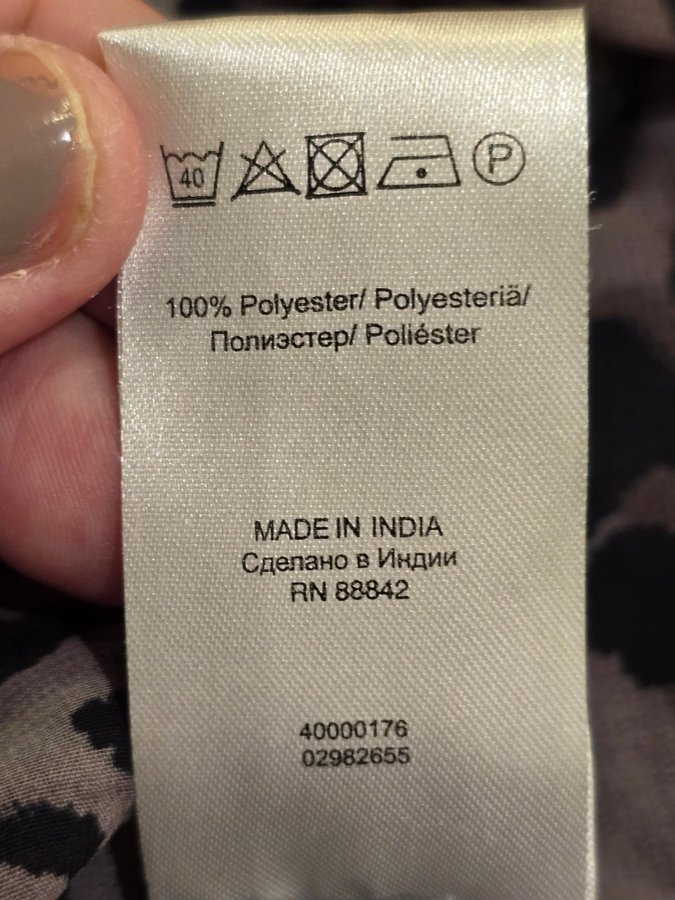 40 P
100% Polyester/ Polyesteriä/
Полиэстер/ Poliéster
MADE IN INDIA
Сделано в Индии
RN 88842
40000176
02982655